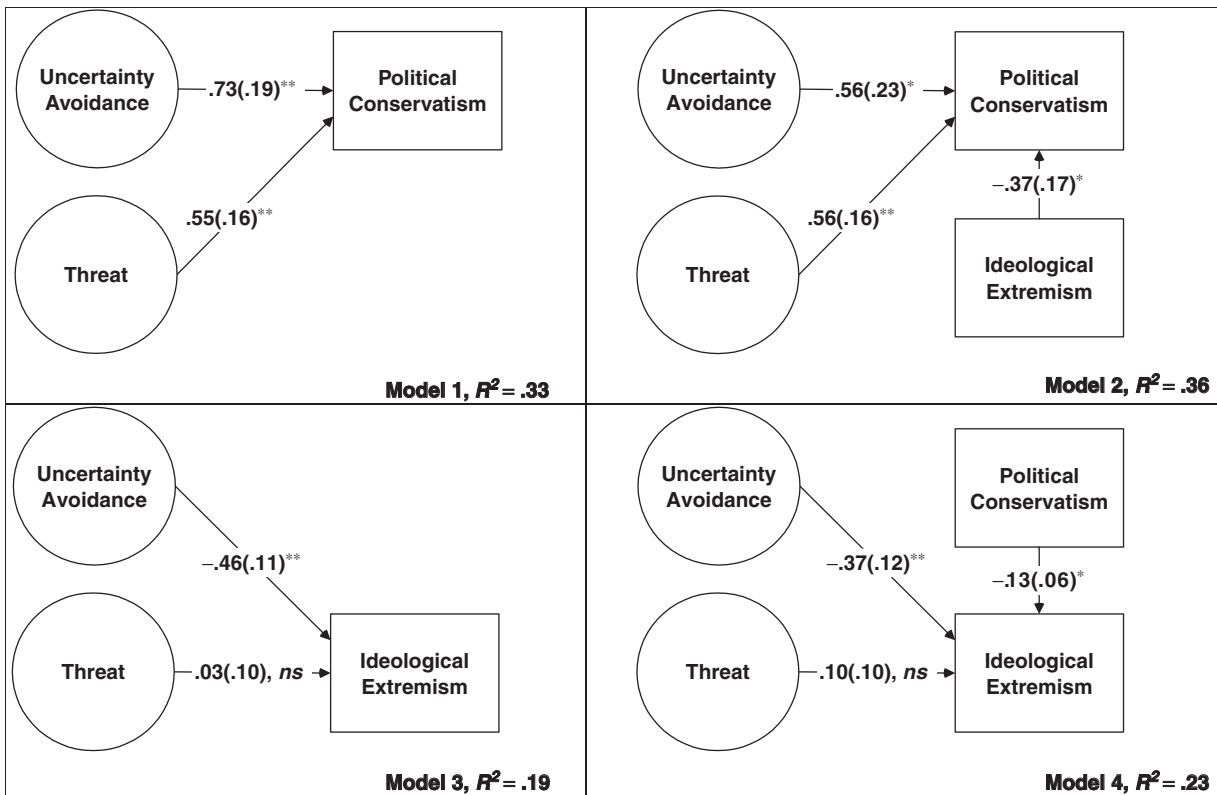 Uncertainty
Avoidance
.73(.19)**
Political
Conservatism
.55(.16)**
Threat
Model 1, R² = .33
Uncertainty
Avoidance
.56(.23)*
Political
Conservatism
–.37(.17)*
.56(.16)**
Threat
Ideological
Extremism
Model 2, R² = .36
Uncertainty
Avoidance
–.46(.11)**
Threat
.03(.10), ns
Ideological
Extremism
Model 3, R² = .19
Uncertainty
Avoidance
Political
Conservatism
–.37(.12)**
–.13(.06)*
Threat
.10(.10), ns
Ideological
Extremism
Model 4, R² = .23